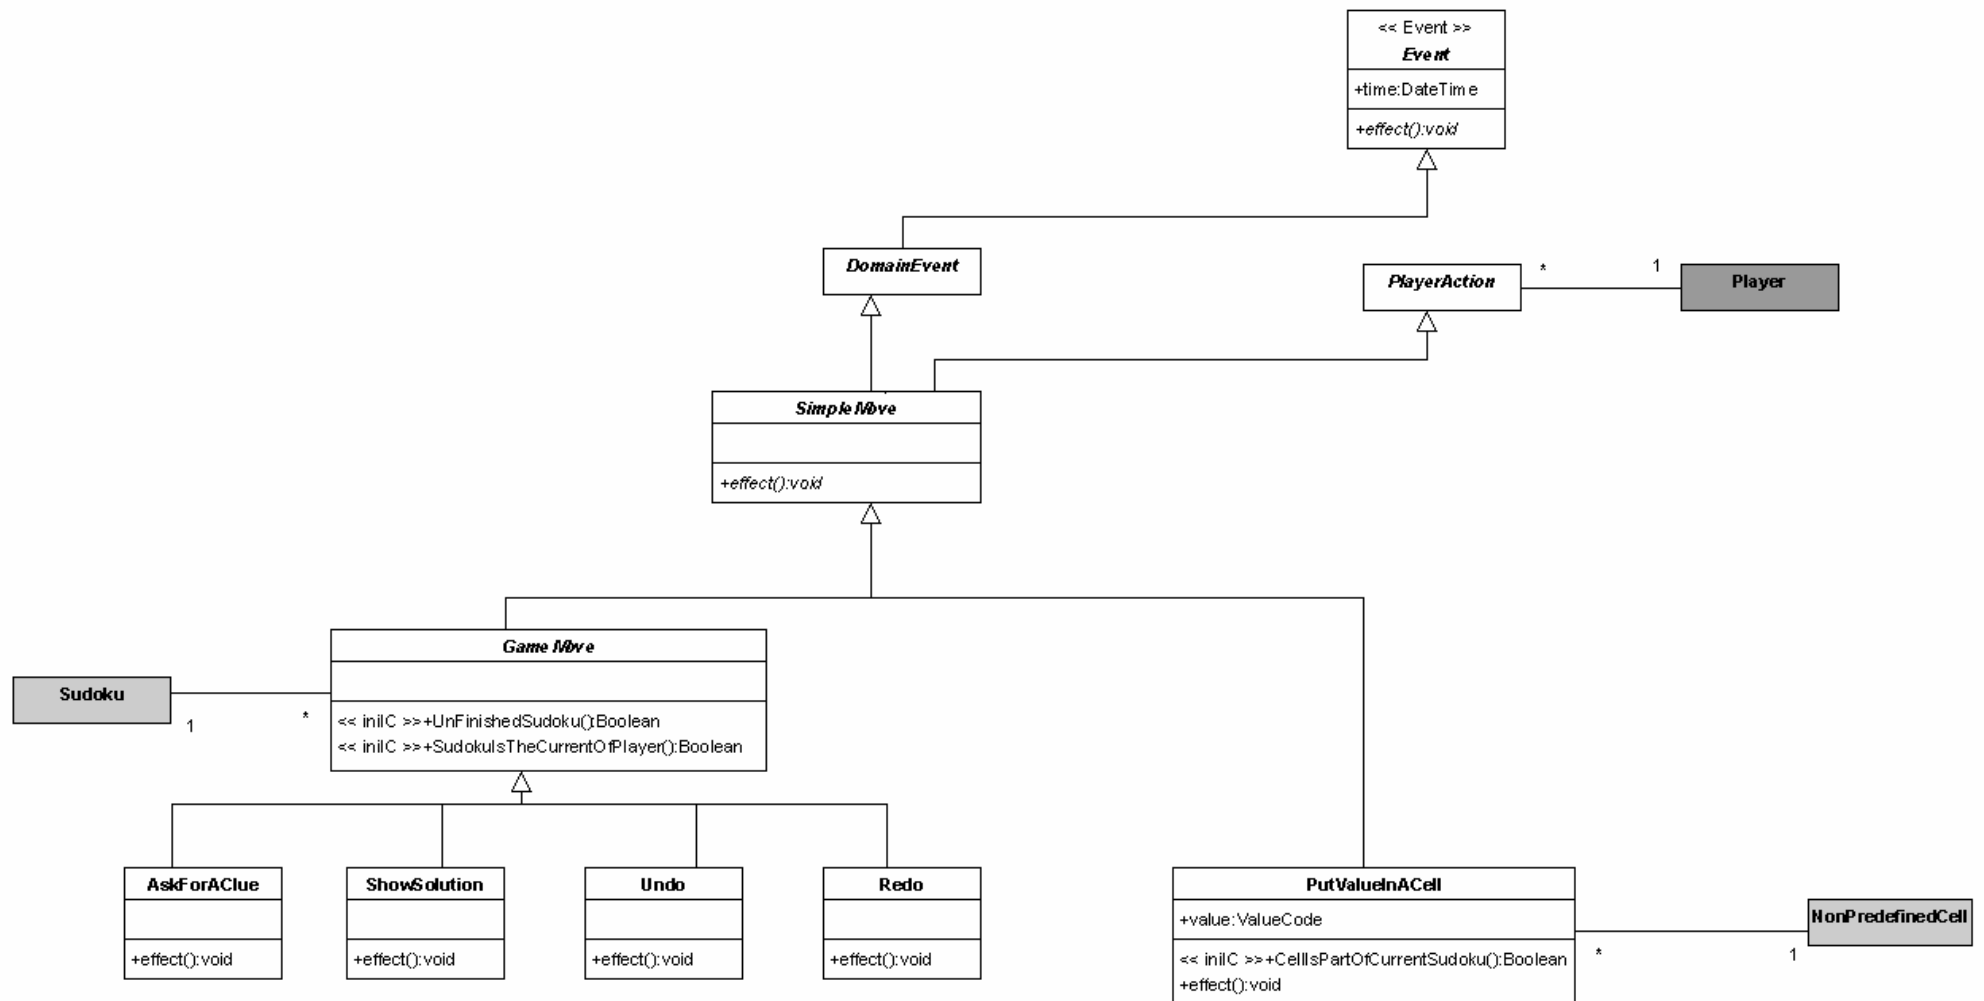 << Event >>
Event
+time:DateTime
+effect():void
DomainEvent
PlayerAction
*
1
Player
SimpleMove
+effect():void
GameMove
Sudoku
1
*
<< iniIC >>+UnFinishedSudoku():Boolean
<< iniIC >>+SudokuIsTheCurrentOfPlayer():Boolean
AskForAClue
+effect():void
ShowSolution
+effect():void
Undo
+effect():void
Redo
+effect():void
PutValueInACell
+value:ValueCode
<< iniIC >>+CellIsPartOfCurrentSudoku():Boolean
+effect():void
*
1
NonPredefinedCell